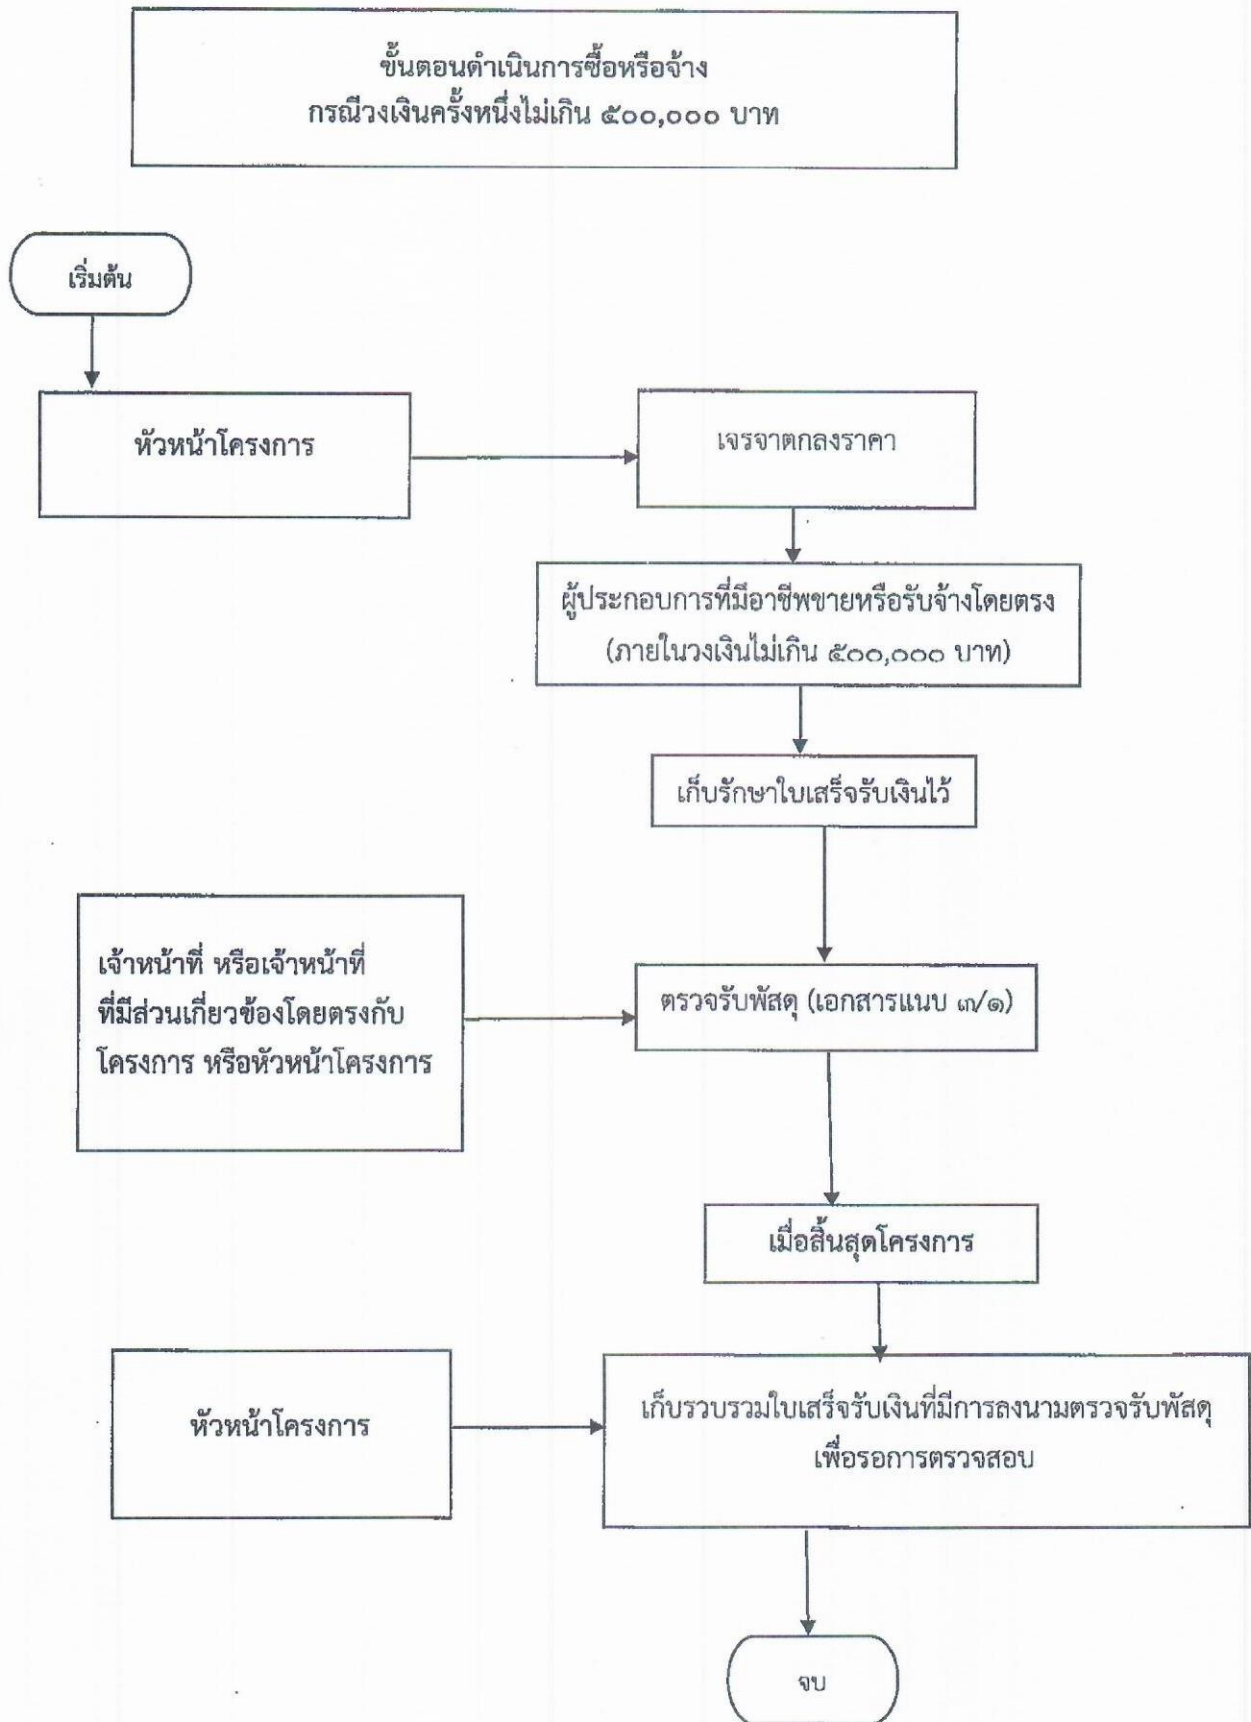 ขั้นตอนดำเนินการซื้อหรือจ้าง
กรณีวงเงินครั้งหนึ่งไม่เกิน ๕๐๐,๐๐๐ บาท
เริ่มต้น
หัวหน้าโครงการ
เจรจาตกลงราคา
ผู้ประกอบการที่มีอาชีพขายหรือรับจ้างโดยตรง
(ภายในวงเงินไม่เกิน ๕๐๐,๐๐๐ บาท)
เก็บรักษาใบเสร็จรับเงินไว้
เจ้าหน้าที่ หรือเจ้าหน้าที่
ที่มีส่วนเกี่ยวข้องโดยตรงกับ
โครงการ หรือหัวหน้าโครงการ
ตรวจรับพัสดุ (เอกสารแนบ ๓/๑)
เมื่อสิ้นสุดโครงการ
หัวหน้าโครงการ
เก็บรวบรวมใบเสร็จรับเงินที่มีการลงนามตรวจรับพัสดุ
เพื่อรอการตรวจสอบ
จบ